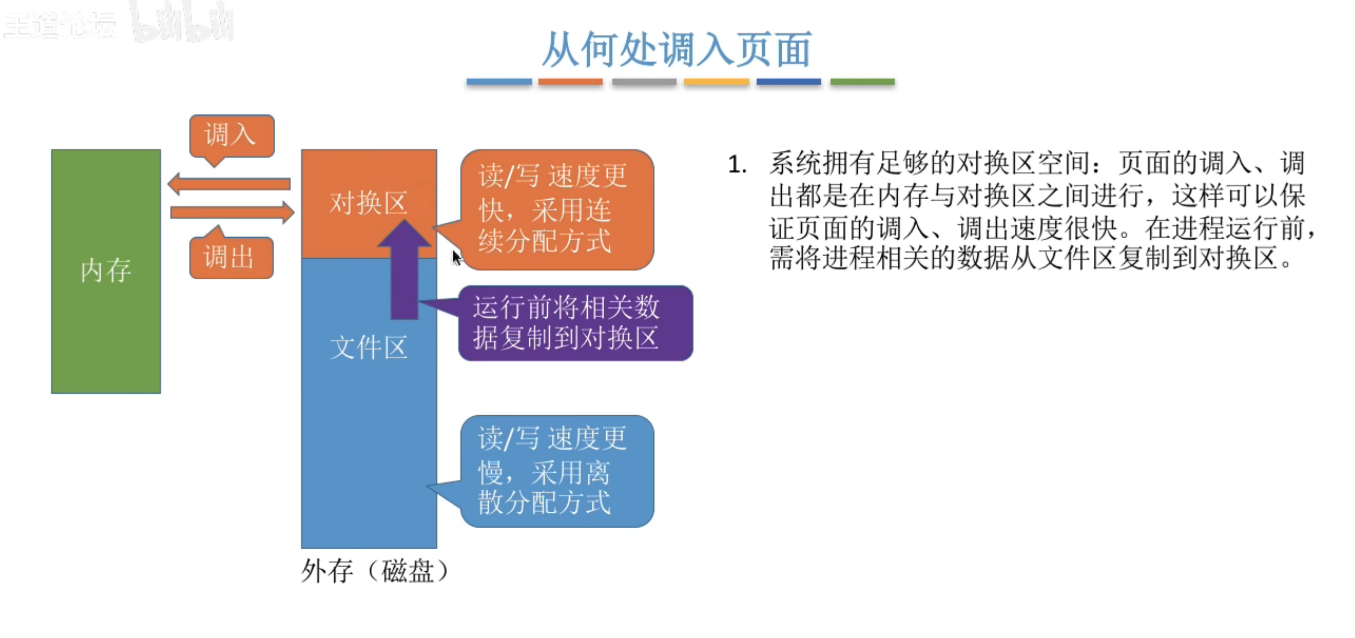 王道论坛 bilibili
从何处调入页面
调入
调出
内存
对换区
文件区
外存（磁盘）
读/写 速度更
快，采用连
续分配方式
运行前将相关数
据复制到对换区
读/写 速度更
慢，采用离
散分配方式
1. 系统拥有足够的对换区空间：页面的调入、调
出都是在内存与对换区之间进行，这样可以保
证页面的调入、调出速度很快。在进程运行前，
需将进程相关的数据从文件区复制到对换区。